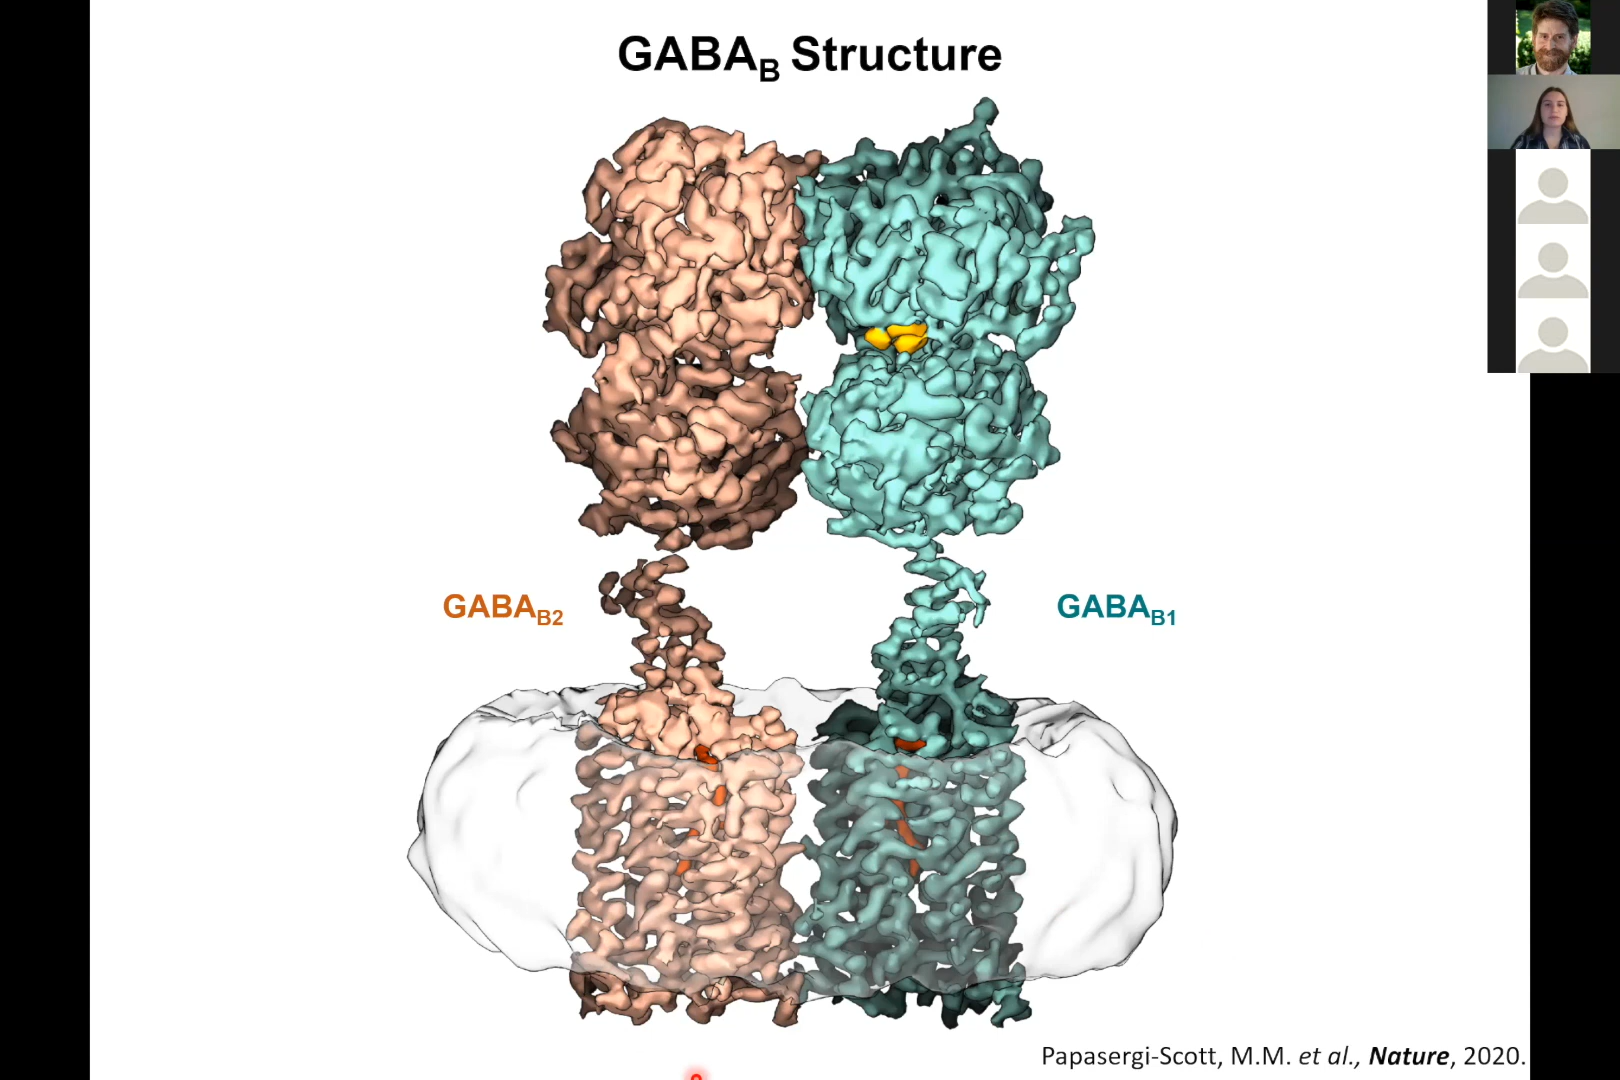 GABAB Structure
GABAB2
GABAB1
Papasergi-Scott, M.M. et al., Nature, 2020.